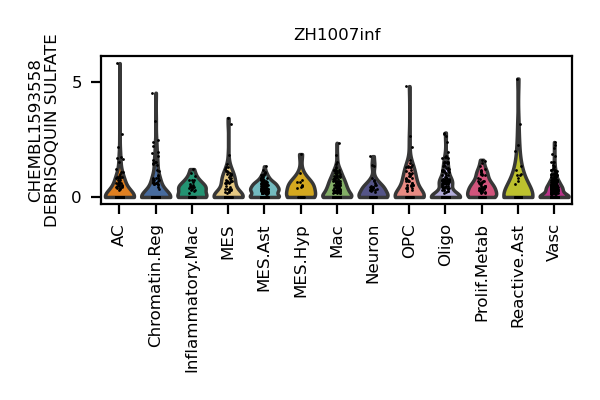 ZH1007inf
CHEMBL1593558
DEBRISOQUIN SULFATE
5
0
AC
Chromatin.Reg
Inflammatory.Mac
MES
MES.Ast
MES.Hyp
Mac
Neuron
OPC
Oligo
Prolif.Metab
Reactive.Ast
Vasc